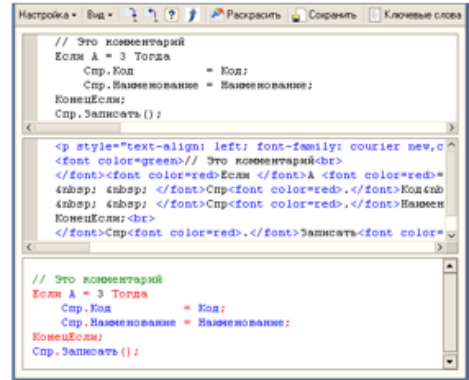 Настройка Вид ? Раскрасить Сохранить Ключевые слова
// Это комментарий
Если А = 3 Тогда
Спр.Код = Код;
Спр.Наименование = Наименование;
КонецЕсли;
Спр.Записать();
<p style="text-align: left; font-family: courier new,c
<font color=green>// Это комментарий<br>
</font><font color=red>Если </font>А <font color=red>=
&nbsp; &nbsp; </font>Спр<font color=red>.</font>Код&nb
&nbsp; &nbsp; </font>Спр<font color=red>.</font>Наимен
КонецЕсли;<br>
</font>Спр<font color=red>.</font>Записать<font color=
// Это комментарий
Если А = 3 Тогда
Спр.Код = Код;
Спр.Наименование = Наименование;
КонецЕсли;
Спр.Записать();